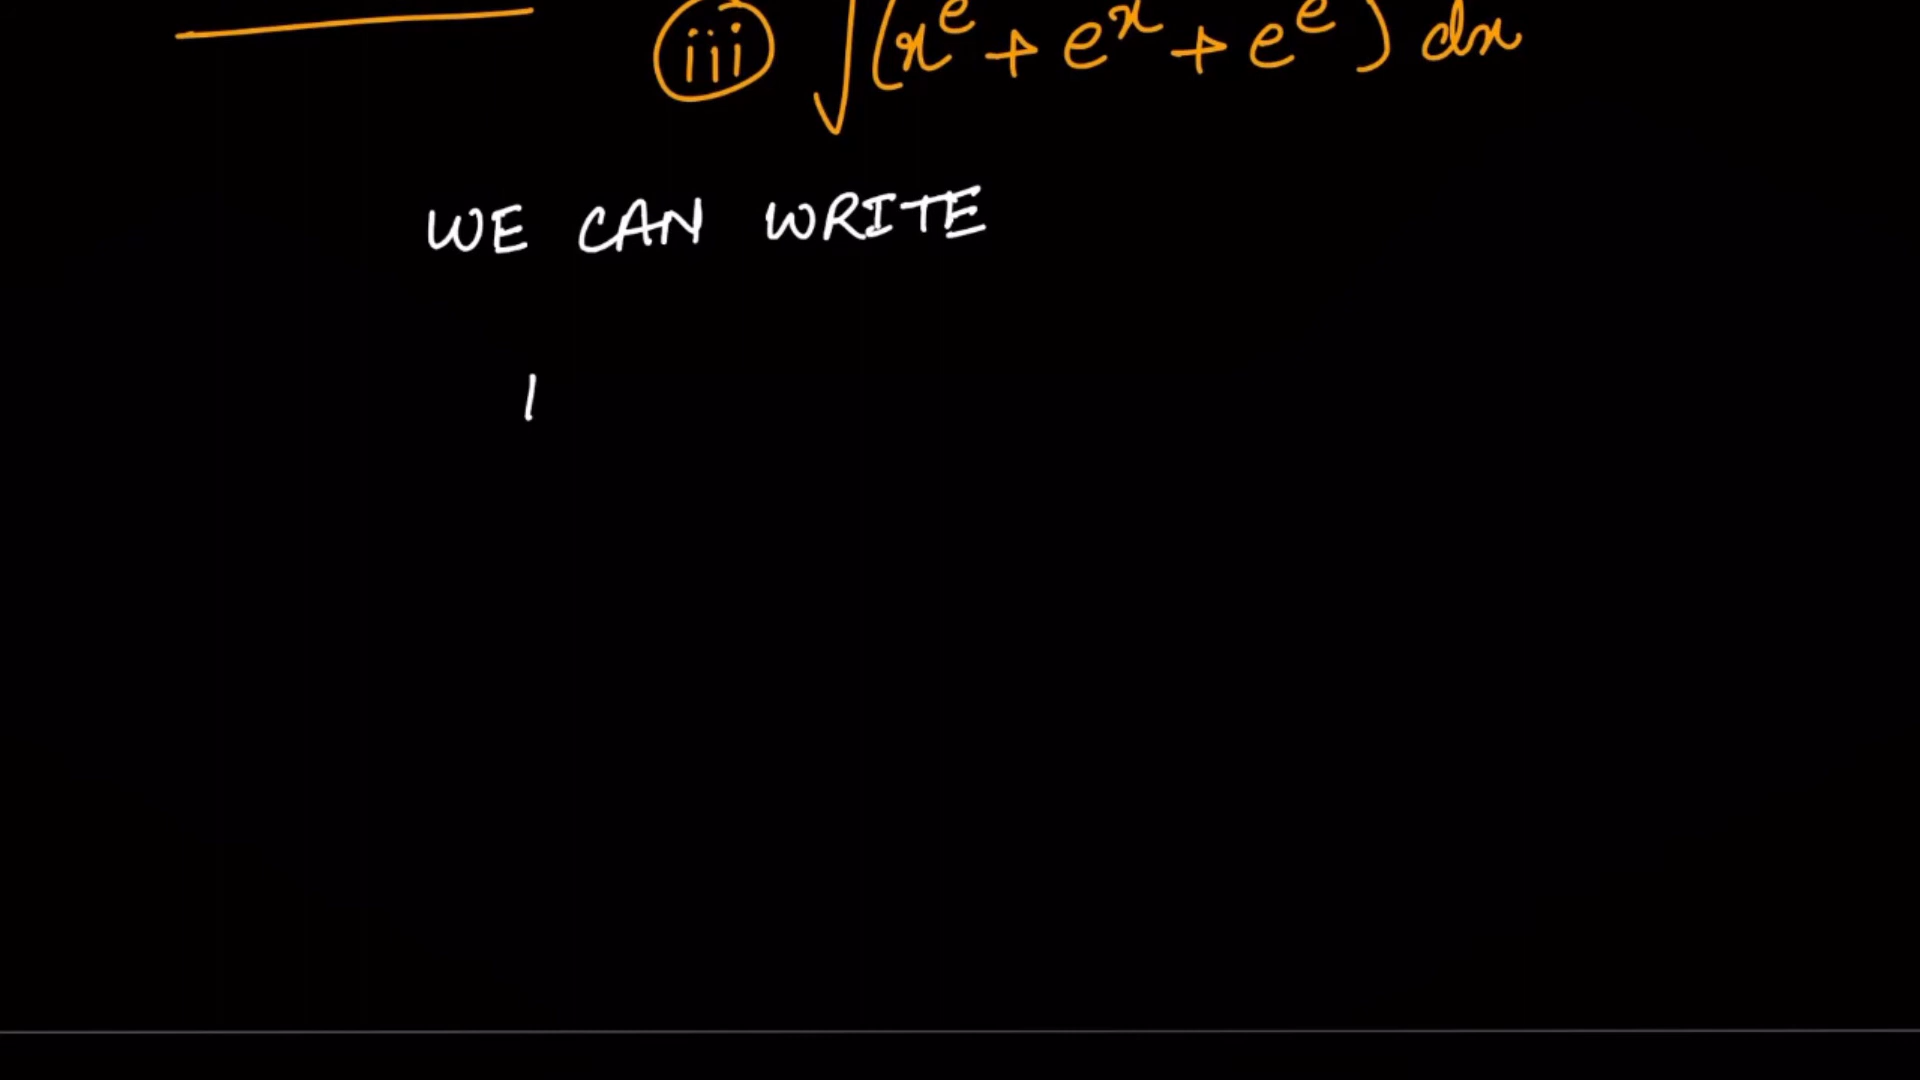 iii ∫(x^e + e^x + e^e) dx
WE CAN WRITE
I